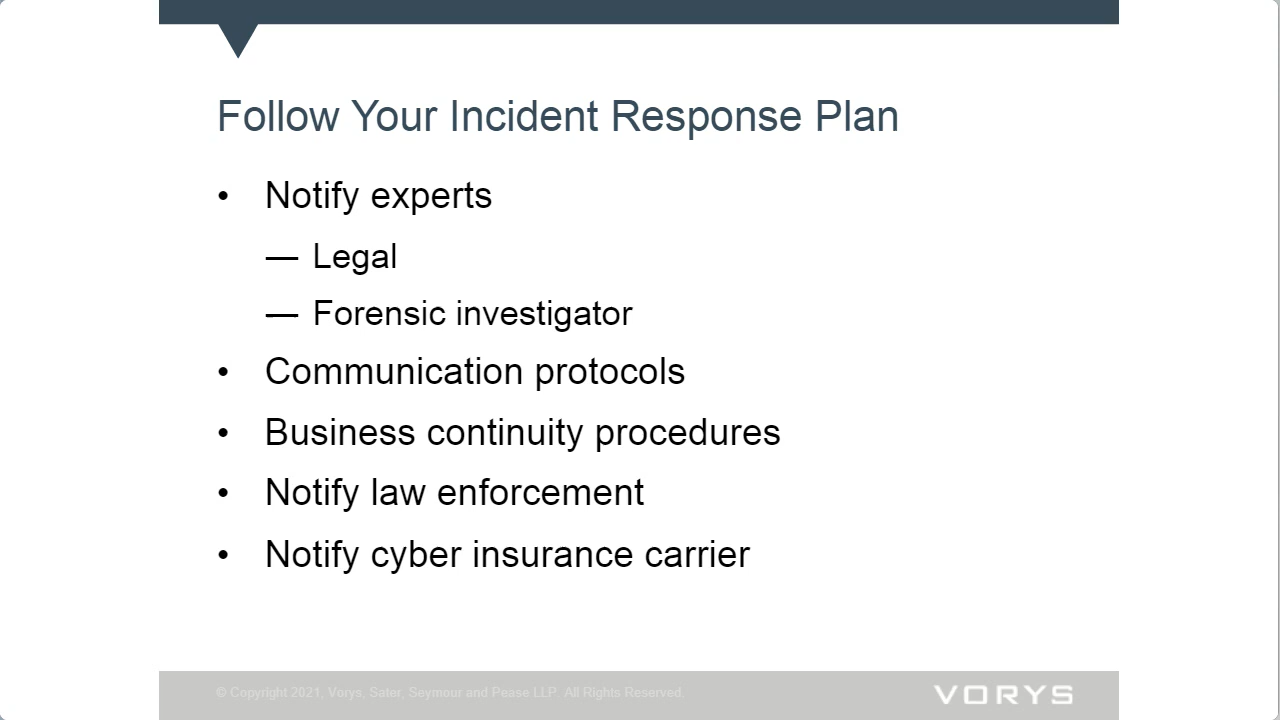 Follow Your Incident Response Plan
• Notify experts
— Legal
— Forensic investigator
• Communication protocols
• Business continuity procedures
• Notify law enforcement
• Notify cyber insurance carrier
© Copyright 2021, Vorys, Sater, Seymour and Pease LLP. All Rights Reserved.
VORYS